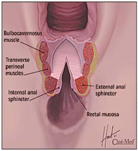 Bulbocavernosus
muscle
Transverse
perineal
muscles
Internal anal
sphincter
External anal
sphincter
Rectal mucosa